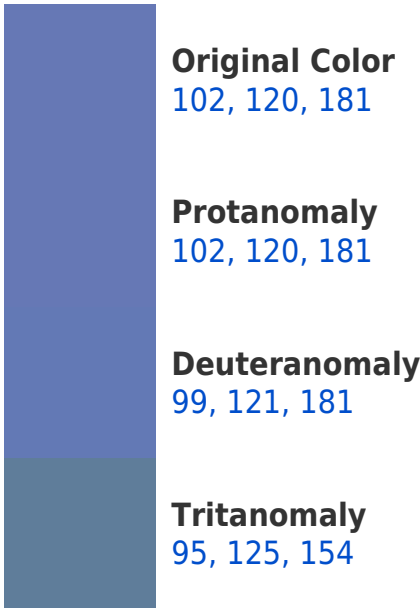 Original Color
102, 120, 181
Protanomaly
102, 120, 181
Deuteranomaly
99, 121, 181
Tritanomaly
95, 125, 154